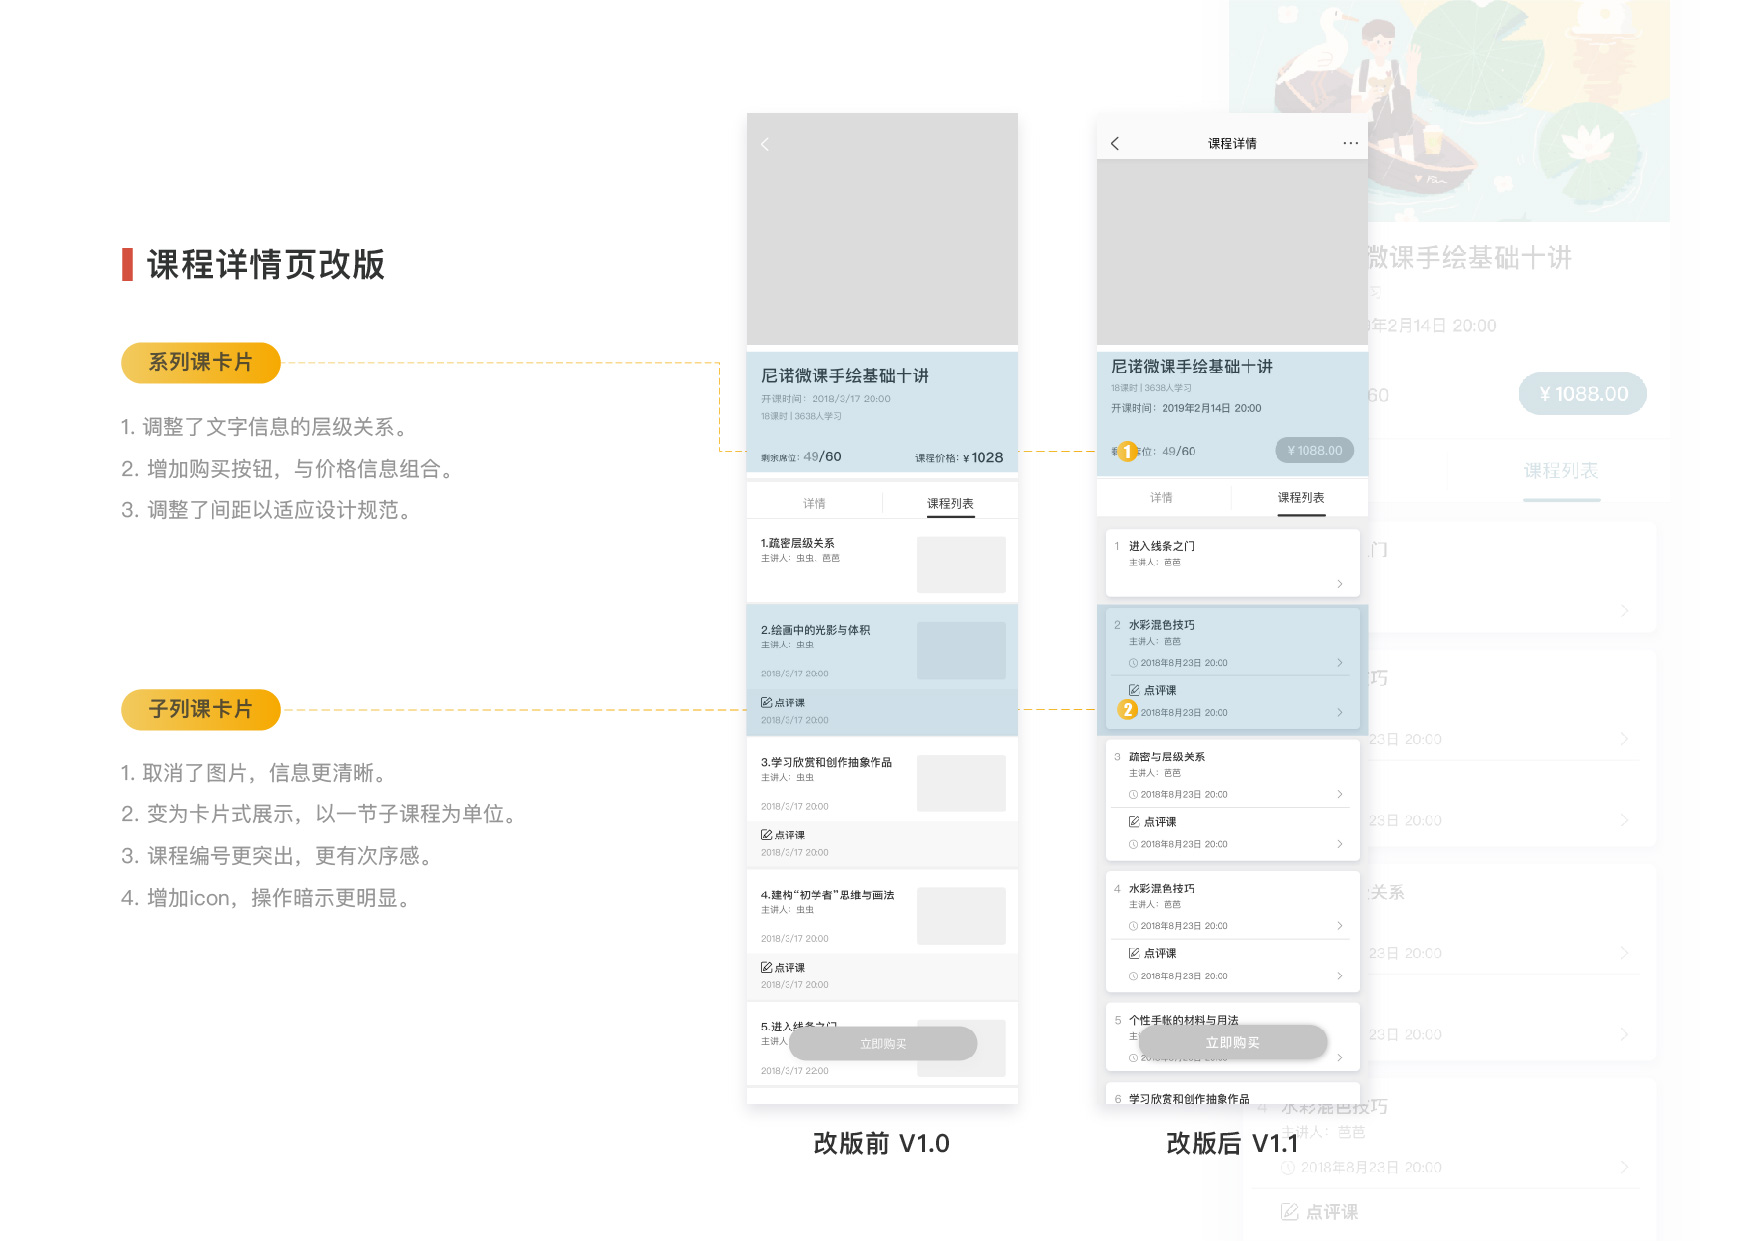 课程详情页改版
系列课卡片
1. 调整了文字信息的层级关系。
2. 增加购买按钮，与价格信息组合。
3. 调整了间距以适应设计规范。
子列课卡片
1. 取消了图片，信息更清晰。
2. 变为卡片式展示，以一节子课程为单位。
3. 课程编号更突出，更有次序感。
4. 增加icon，操作暗示更明显。
尼诺微课手绘基础十讲
开课时间：2018/3/17 20:00
18课时 | 3638人学习
剩余席位：49/60
课程价格：¥ 1028
详情
课程列表
1.疏密层级关系
主讲人：虫虫、芭芭
2.绘画中的光影与体积
主讲人：虫虫
2018/3/17 20:00
点评课
2018/3/17 20:00
3.学习欣赏和创作抽象作品
主讲人：虫虫
2018/3/17 20:00
点评课
2018/3/17 20:00
4.建构“初学者”思维与画法
主讲人：虫虫
2018/3/17 20:00
点评课
2018/3/17 20:00
5.进入线条之门
主讲人
立即购买
2018/3/17 22:00
改版前 V1.0
课程详情
尼诺微课手绘基础十讲
18课时 | 3638人学习
开课时间：2019年2月14日 20:00
1
位：49/60
¥ 1088.00
详情
课程列表
1 进入线条之门
主讲人：芭芭
2 水彩混色技巧
主讲人：芭芭
2018年8月23日 20:00
点评课
2
2018年8月23日 20:00
3 疏密与层级关系
主讲人：芭芭
2018年8月23日 20:00
点评课
2018年8月23日 20:00
4 水彩混色技巧
主讲人：芭芭
2018年8月23日 20:00
点评课
2018年8月23日 20:00
5 个性手帐的材料与用法
主
立即购买
6 学习欣赏和创作抽象作品
改版后 V1.1
微课手绘基础十讲
习
年2月14日 20:00
60
¥ 1088.00
课程列表
门
巧
23日 20:00
23日 20:00
关系
23日 20:00
23日 20:00
4 水彩混色技巧
主讲人：芭芭
2018年8月23日 20:00
点评课